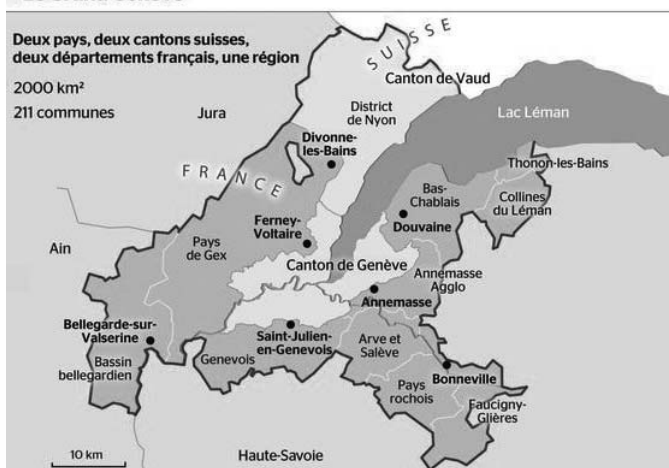 Deux pays, deux cantons suisses,
deux départements français, une région
2000 km²
211 communes
SUISSE
Canton de Vaud
Jura
District
de Nyon
Lac Léman
Divonne-
les-Bains
FRANCE
Thonon-les-Bains
Bas-
Chablais
Collines
du Léman
Ferney-
Voltaire
Douvaine
Ain
Pays
de Gex
Canton de Genève
Annemasse
Agglo
Annemasse
Bellegarde-sur-
Valserine
Saint-Julien-
en-Genevois
Arve et
Salève
Bassin
bellegardien
Genevois
Bonneville
Pays
rochois
Faucigny-
Glières
10 km
Haute-Savoie